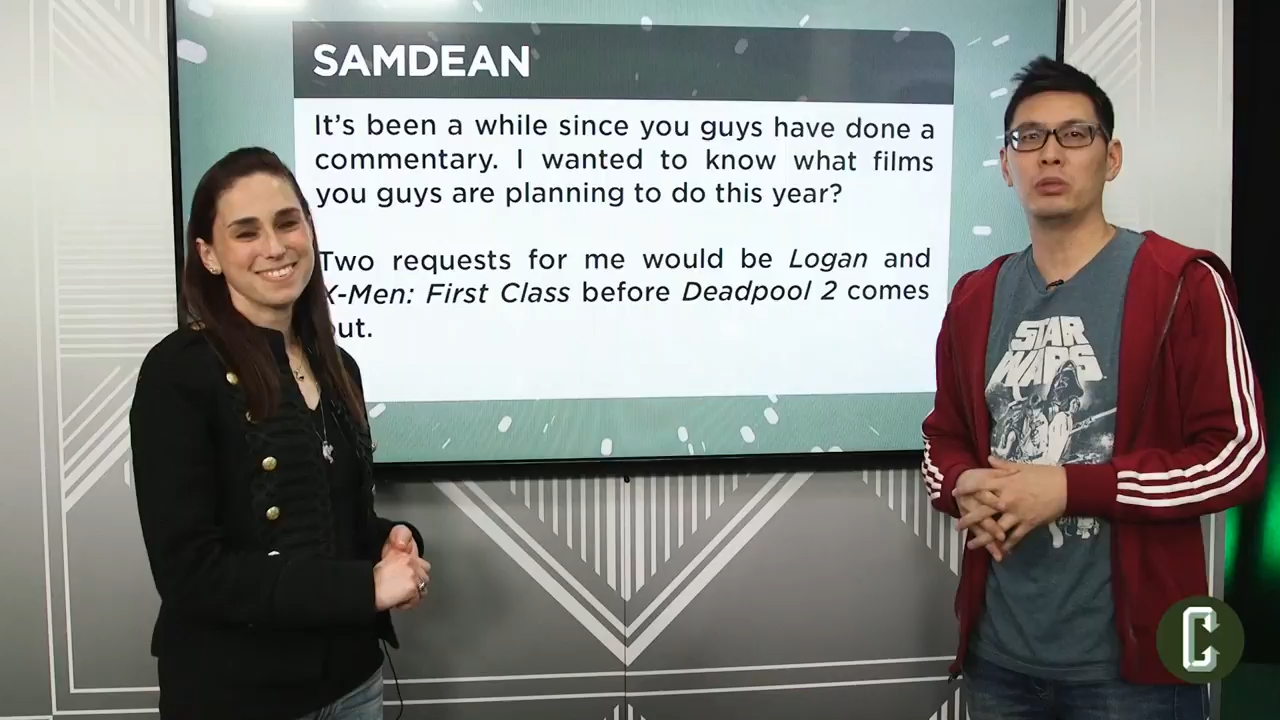 SAMDEAN
It's been a while since you guys have done a
commentary. I wanted to know what films
you guys are planning to do this year?
Two requests for me would be Logan and
X-Men: First Class before Deadpool 2 comes
out.
STAR
WARS